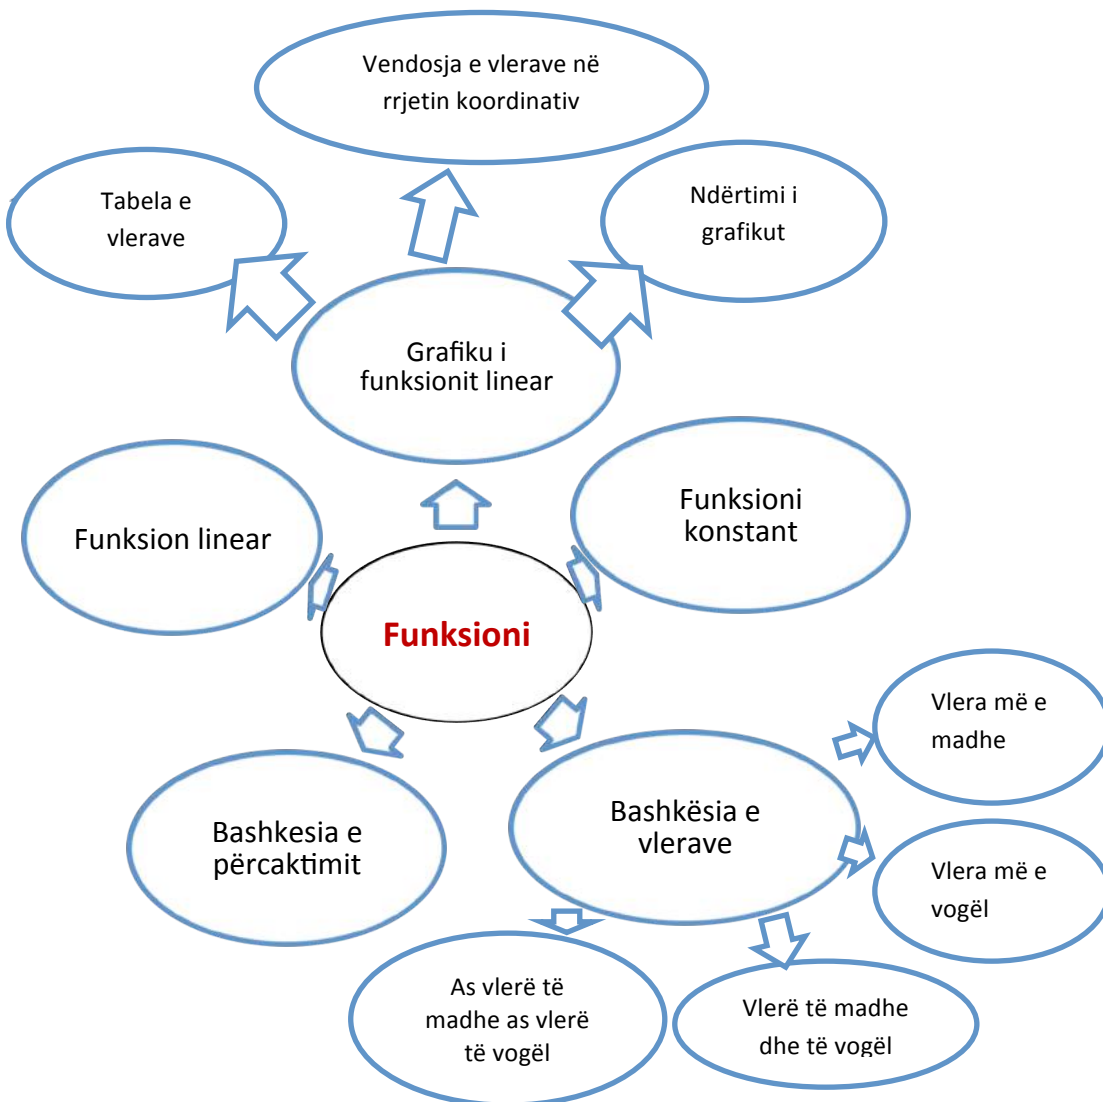 Vendosja e vlerave në
rrjetin koordinativ
Tabela e
vlerave
Ndërtimi i
grafikut
Grafiku i
funksionit linear
Funksion linear
Funksioni
konstant
Funksioni
Vlera më e
madhe
Bashkesia e
përcaktimit
Bashkësia e
vlerave
Vlera më e
vogël
As vlerë të
madhe as vlerë
të vogël
Vlerë të madhe
dhe të vogël